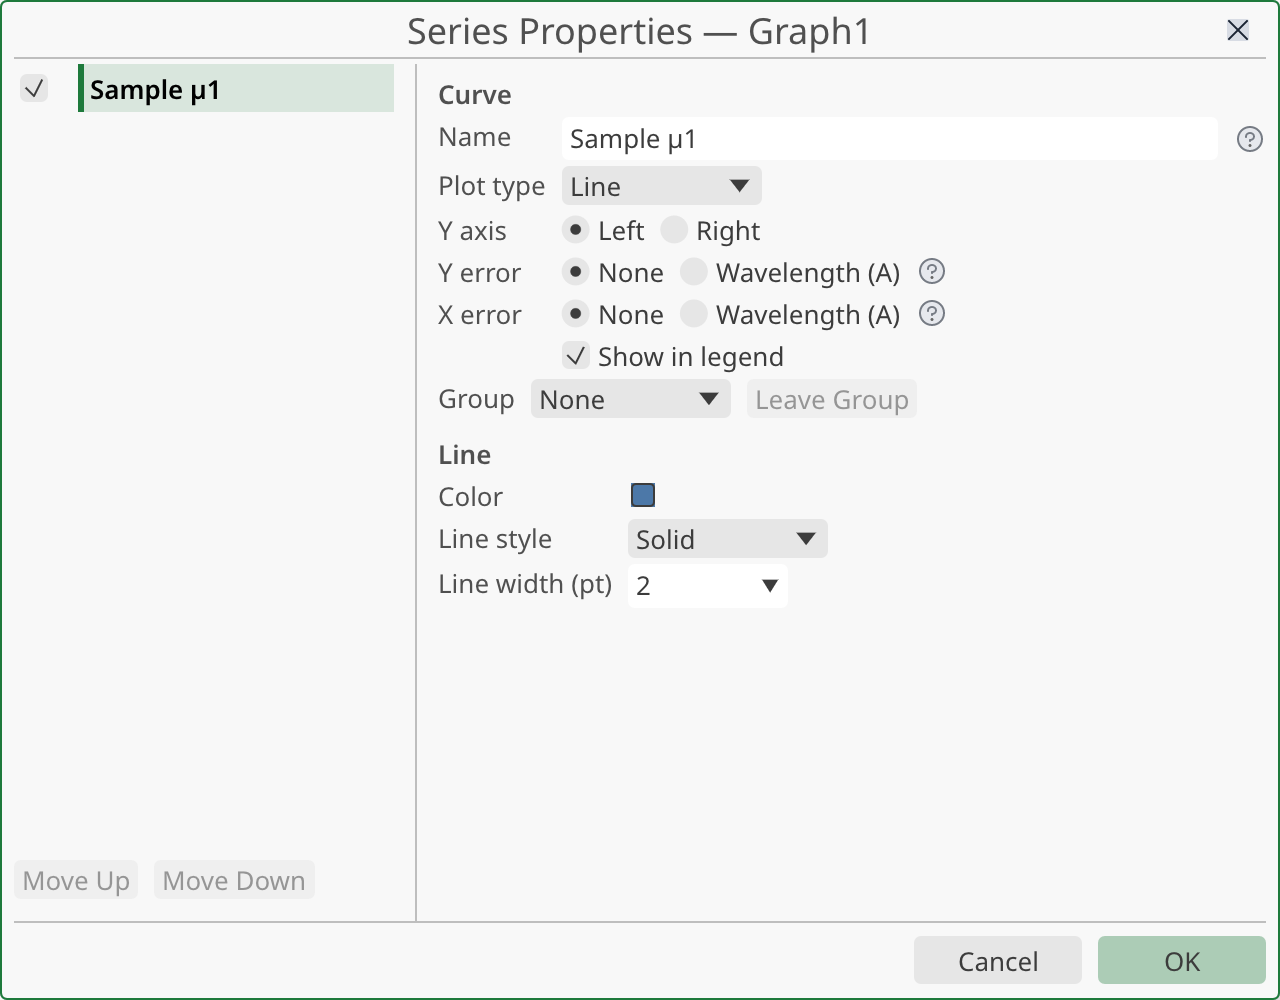 Series Properties — Graph1
Sample µ1
Curve
Name Sample µ1
Plot type Line
Y axis Left Right
Y error None Wavelength (A)
X error None Wavelength (A)
Show in legend
Group None Leave Group
Line
Color
Line style Solid
Line width (pt) 2
Move Up Move Down
Cancel OK